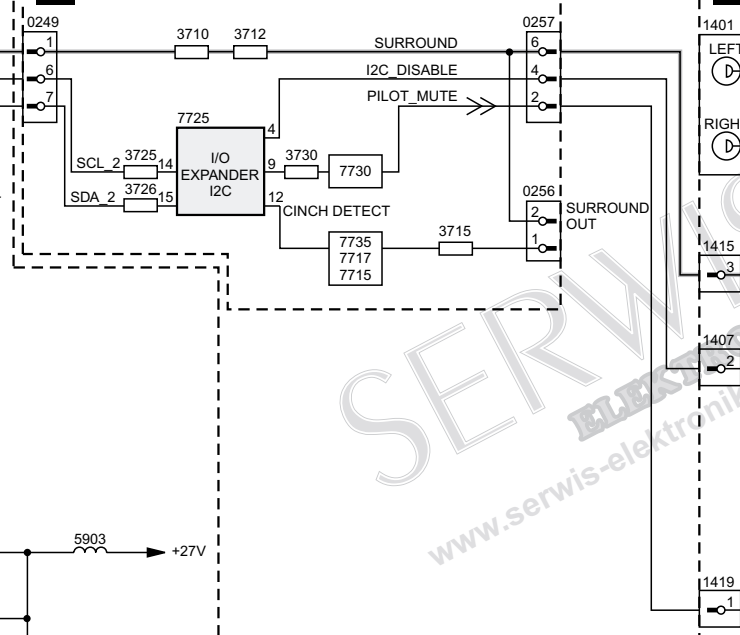 0249
3710
3712
0257
1401
1
SURROUND
6
LEFT
6
I2C_DISABLE
4
7
PILOT_MUTE
2
7725
4
RIGH
SCL_2
3725
14
I/O
EXPANDER
I2C
9
3730
7730
SDA_2
3726
15
12
CINCH DETECT
0256
2
SURROUND
OUT
7735
7717
7715
3715
1
1415
3
1407
2
SERWIS
ELEKTRO
www.serwis-elektronik
5903
+27V
1419
1